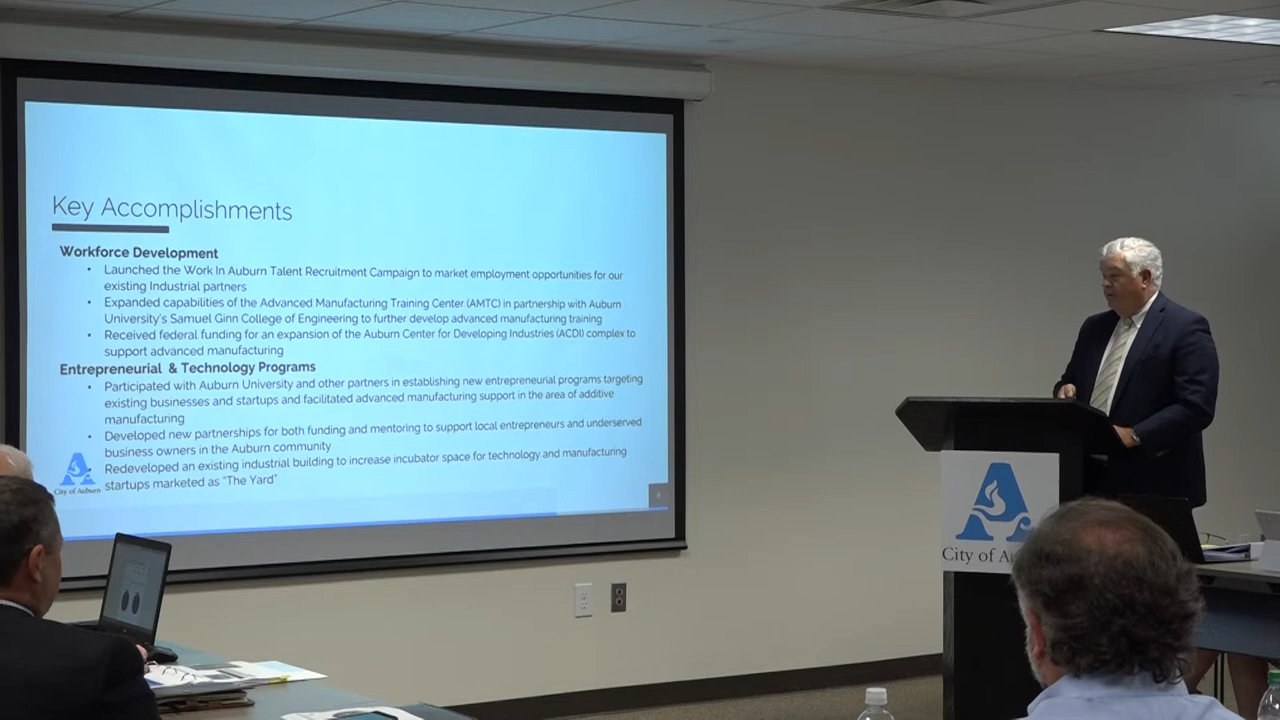 Key Accomplishments
Workforce Development
• Launched the Work In Auburn Talent Recruitment Campaign to market employment opportunities for our
existing Industrial partners
• Expanded capabilities of the Advanced Manufacturing Training Center (AMTC) in partnership with Auburn
University's Samuel Ginn College of Engineering to further develop advanced manufacturing training
• Received federal funding for an expansion of the Auburn Center for Developing Industries (ACDI) complex to
support advanced manufacturing
Entrepreneurial & Technology Programs
• Participated with Auburn University and other partners in establishing new entrepreneurial programs targeting
existing businesses and startups and facilitated advanced manufacturing support in the area of additive
manufacturing
• Developed new partnerships for both funding and mentoring to support local entrepreneurs and underserved
business owners in the Auburn community
• Redeveloped an existing industrial building to increase incubator space for technology and manufacturing
startups marketed as "The Yard"
City of Auburn
8
City of A